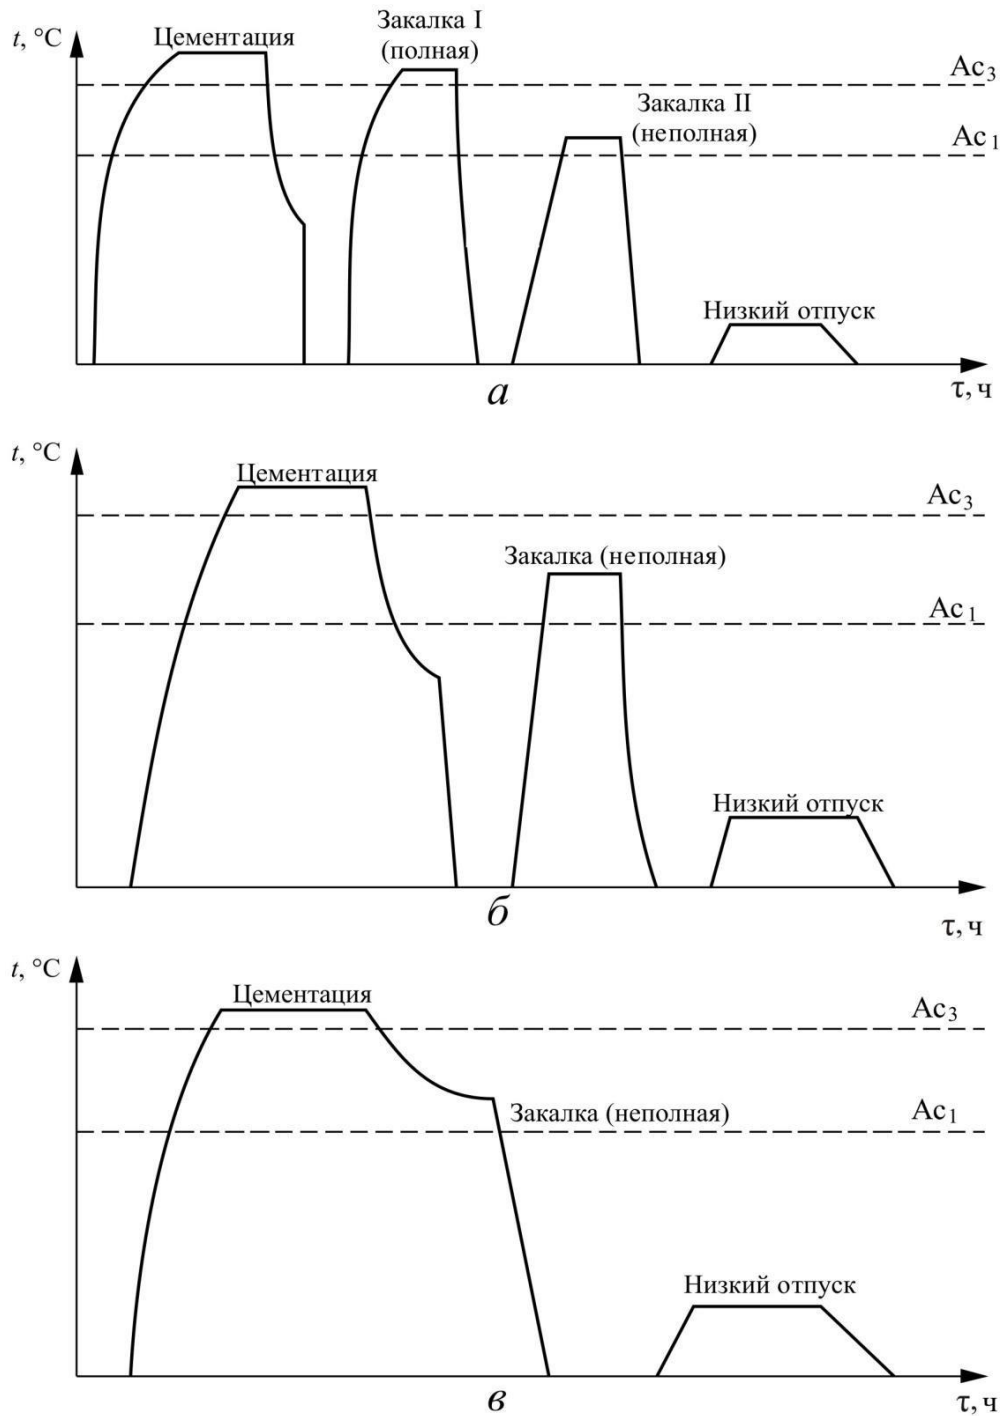 t, °C
Цементация
Закалка I
(полная)
Ac3
Закалка II
(неполная)
Ac1
Низкий отпуск
а
τ, ч
t, °C
Цементация
Ac3
Закалка (неполная)
Ac1
Низкий отпуск
б
τ, ч
t, °C
Цементация
Ac3
Закалка (неполная)
Ac1
Низкий отпуск
в
τ, ч